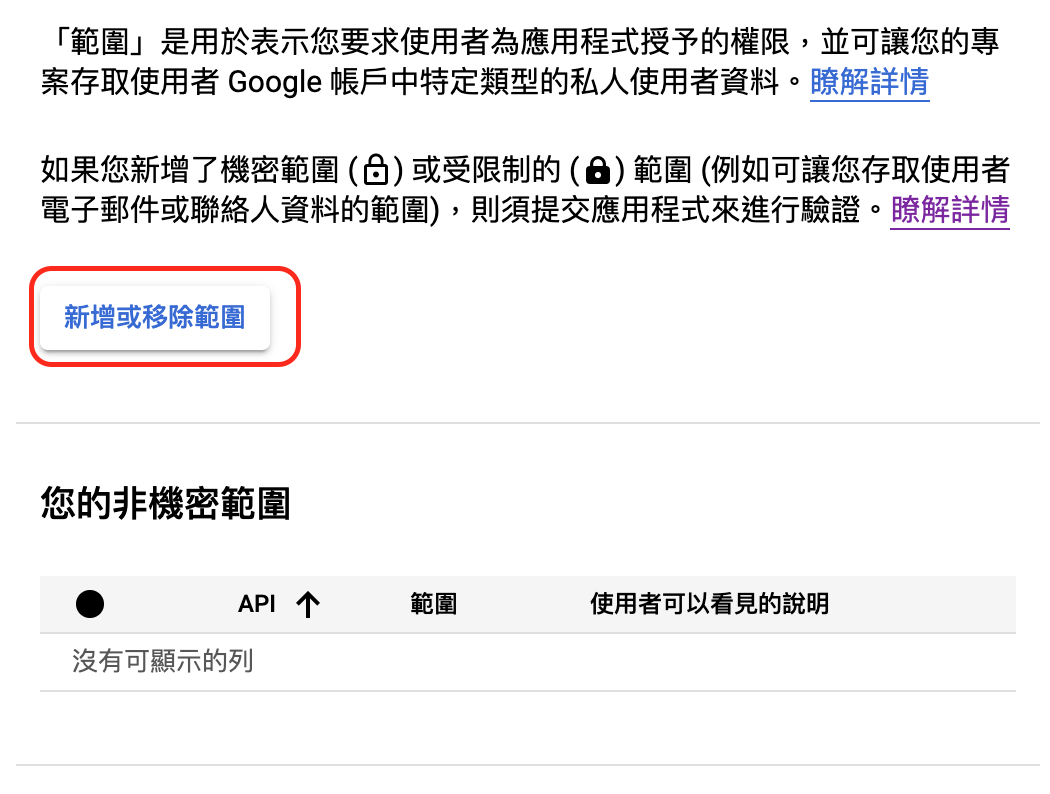 「範圍」是用於表示您要求使用者為應用程式授予的權限，並可讓您的專
案存取使用者 Google 帳戶中特定類型的私人使用者資料。瞭解詳情
如果您新增了機密範圍 () 或受限制的 () 範圍 (例如可讓您存取使用者
電子郵件或聯絡人資料的範圍)，則須提交應用程式來進行驗證。瞭解詳情
新增或移除範圍
您的非機密範圍
API 範圍 使用者可以看見的說明
沒有可顯示的列